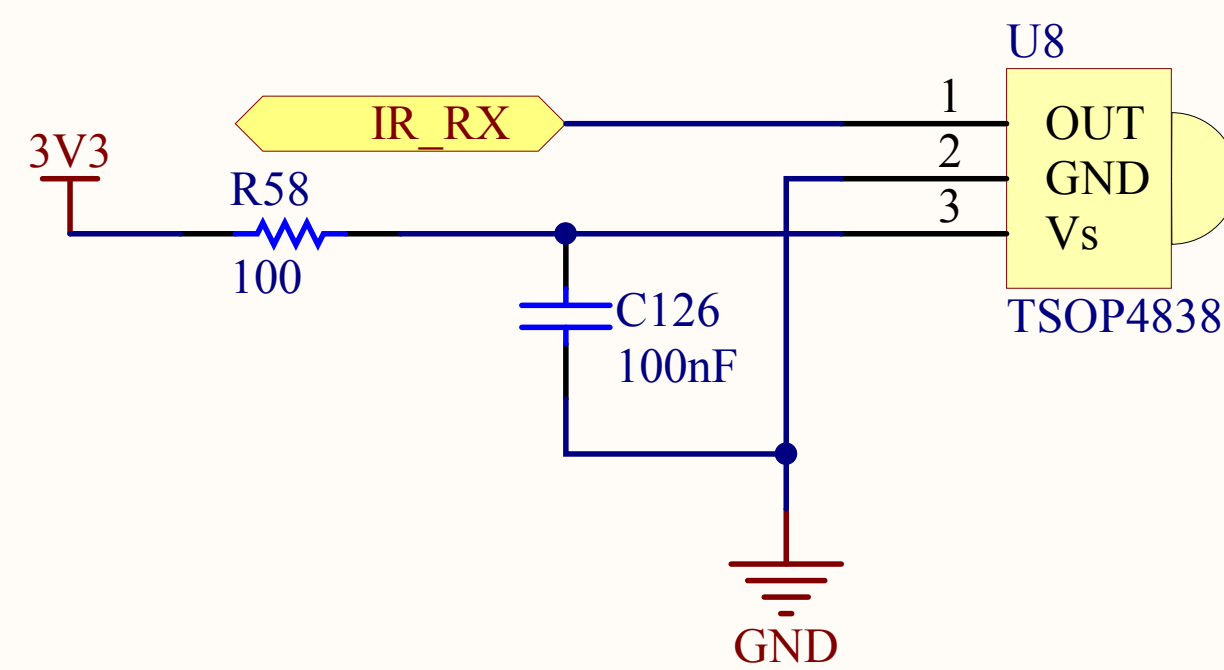 U8
1
IR_RX
OUT
3V3
2
R58
GND
3
Vs
100
C126
TSOP4838
100nF
GND